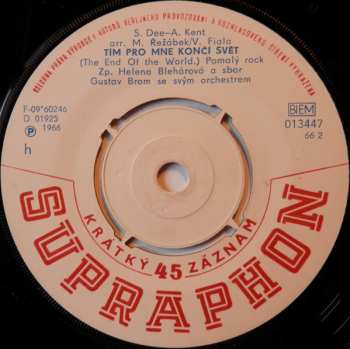 S. Dee–A. Kent
arr. M. Řežábek/V. Fiala
TÍM PRO MNE KONČÍ SVĚT
(The End Of the World.) Pomalý rock
Zp. Helena Blehárová a sbor
Gustav Brom se svým orchestrem
F-09*60246
D 01925
℗ 1966
h
BIEM
013447
66 2
KRÁTKÝ 45 ZÁZNAM
SUPRAPHON